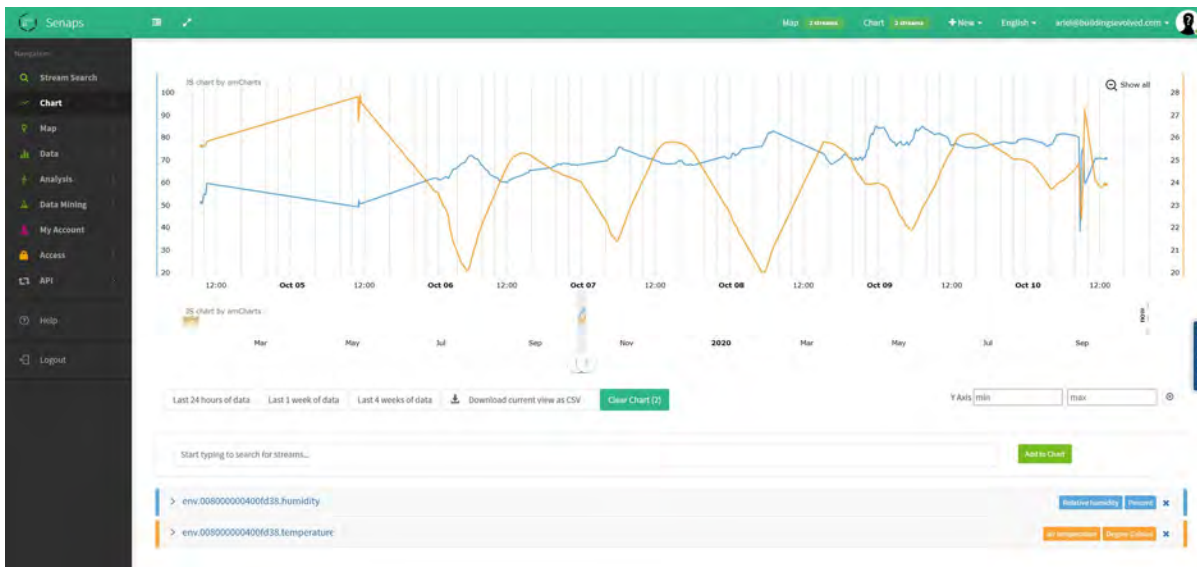 Senaps
Map 2 streams Chart 2 streams + New English ariel@buildingsevolved.com
Navigation
Stream Search
Chart
Map
Data
Analysis
Data Mining
My Account
Access
API
Help
Logout
JS chart by amCharts
Show all
100
90
80
70
60
50
40
30
20
28
27
26
25
24
23
22
21
20
12:00 Oct 05 12:00 Oct 06 12:00 Oct 07 12:00 Oct 08 12:00 Oct 09 12:00 Oct 10 12:00
JS chart by amCharts
now
Mar May Jul Sep Nov 2020 Mar May Jul Sep
Last 24 hours of data Last 1 week of data Last 4 weeks of data Download current view as CSV Clear Chart (2) Y Axis min max
Start typing to search for streams... Add to Chart
env.008000000400fd38.humidity Relative humidity Percent
env.008000000400fd38.temperature air temperature Degree Celsius